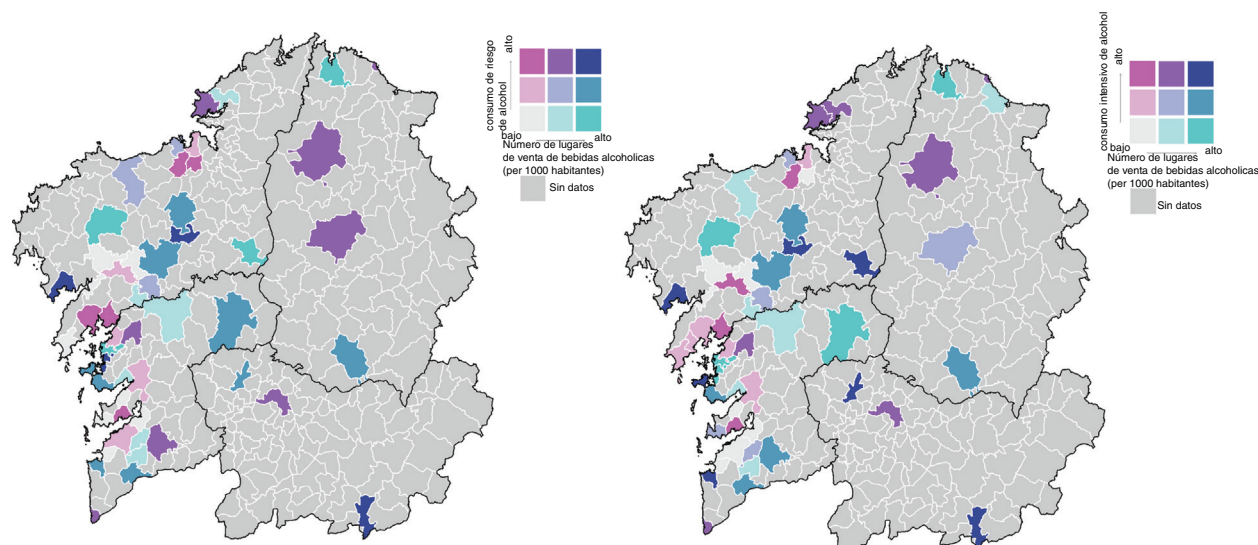 consumo de riesgo
de alcohol
alto
bajo
alto
Número de lugares
de venta de bebidas alcoholicas
(per 1000 habitantes)
Sin datos
consumo intensivo de alcohol
alto
bajo
alto
Número de lugares
de venta de bebidas alcoholicas
(per 1000 habitantes)
Sin datos